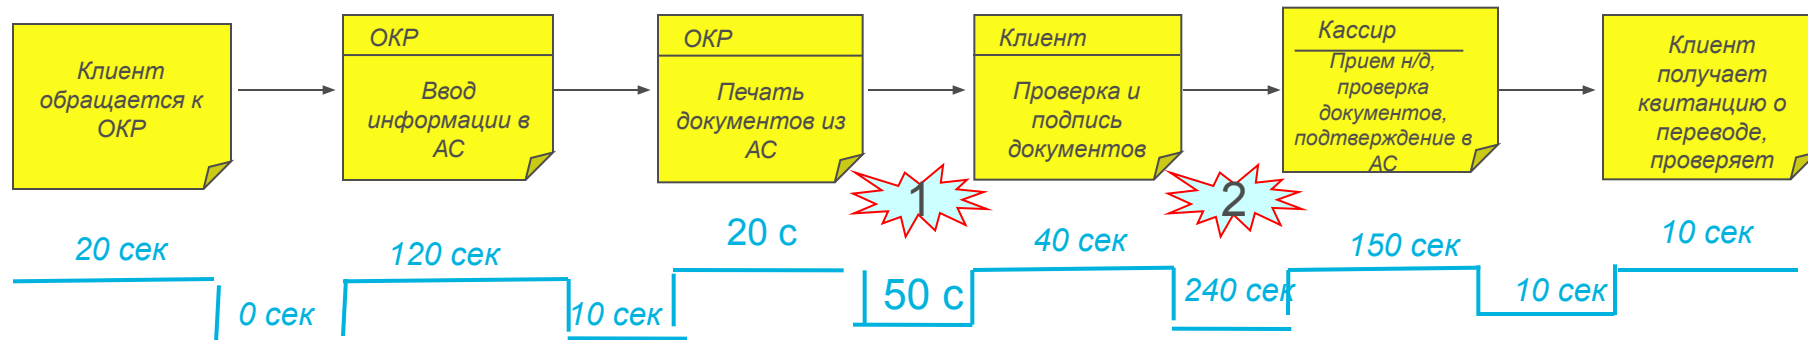 Клиент
обращается к
ОКР
ОКР
Ввод
информации в
АС
ОКР
Печать
документов из
АС
Клиент
Проверка и
подпись
документов
Кассир
Прием н/д,
проверка
документов,
подтверждение в
АС
Клиент
получает
квитанцию о
переводе,
проверяет
1
2
20 сек
120 сек
20 с
40 сек
150 сек
10 сек
0 сек
10 сек
50 с
240 сек
10 сек